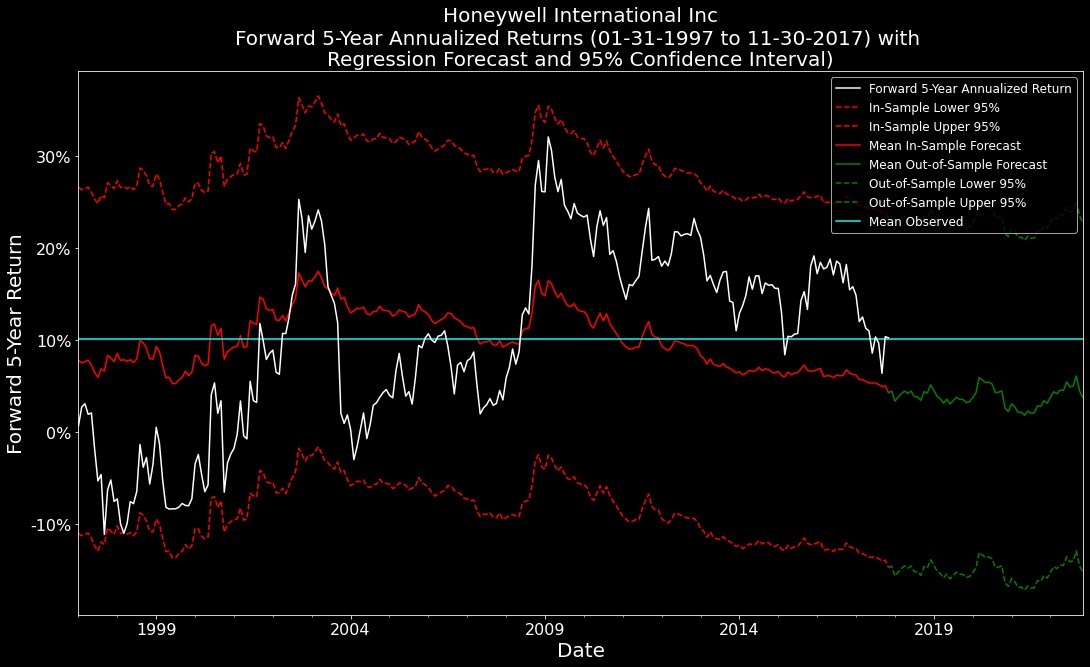 Honeywell International Inc
Forward 5-Year Annualized Returns (01-31-1997 to 11-30-2017) with
Regression Forecast and 95% Confidence Interval)
Forward 5-Year Annualized Return
In-Sample Lower 95%
In-Sample Upper 95%
Mean In-Sample Forecast
Mean Out-of-Sample Forecast
Out-of-Sample Lower 95%
Out-of-Sample Upper 95%
Mean Observed
Forward 5-Year Return
30%
20%
10%
0%
-10%
1999 2004 2009 2014 2019
Date